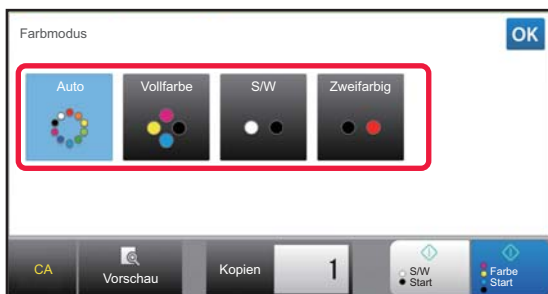 Farbmodus
OK
Auto
Vollfarbe
S/W
Zweifarbig
CA
Vorschau
Kopien
1
S/W
Start
Farbe
Start